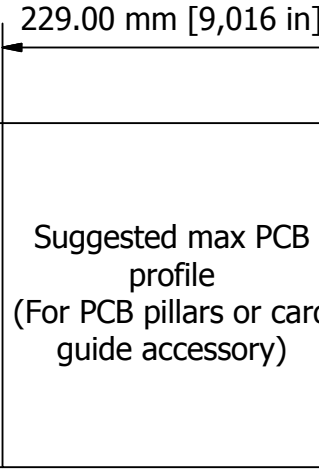 229.00 mm [9,016 in]
Suggested max PCB
profile
(For PCB pillars or card
guide accessory)